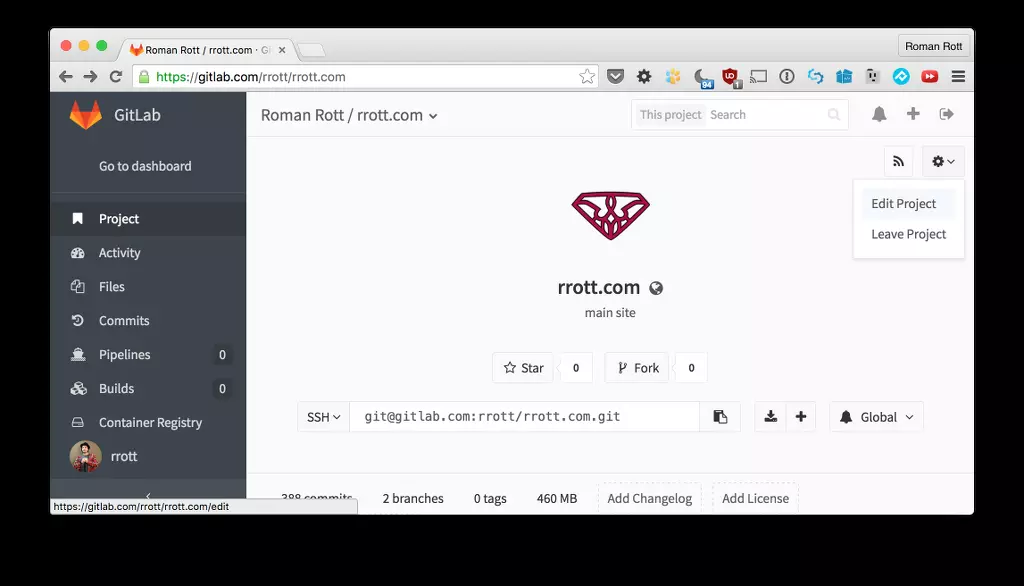 Roman Rott / rrott.com · Gi
Roman Rott
https://gitlab.com/rrott/rrott.com
94
UD
1
GitLab
Roman Rott / rrott.com
This project
Search
Go to dashboard
Edit Project
Leave Project
Project
Activity
Files
Commits
Pipelines 0
Builds 0
Container Registry
rrott
rrott.com
main site
Star 0
Fork 0
SSH
git@gitlab.com:rrott/rrott.com.git
Global
388 commits
2 branches
0 tags
460 MB
Add Changelog
Add License
https://gitlab.com/rrott/rrott.com/edit